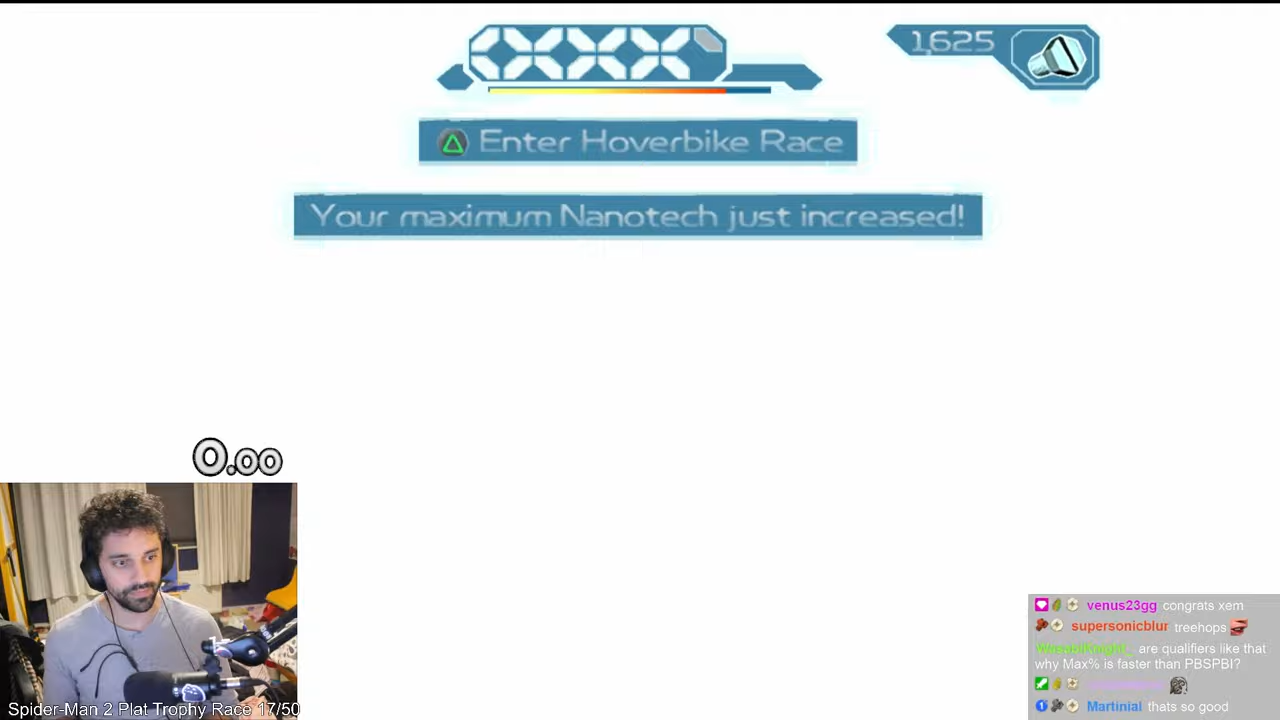 1,625
Enter Hoverbike Race
Your maximum Nanotech just increased!
0.00
venus23gg congrats xem
supersonicblur treehops
are qualifiers like that
why Max% is faster than PBSPBI?
Martinial thats so good
Spider-Man 2 Plat Trophy Race 17/50